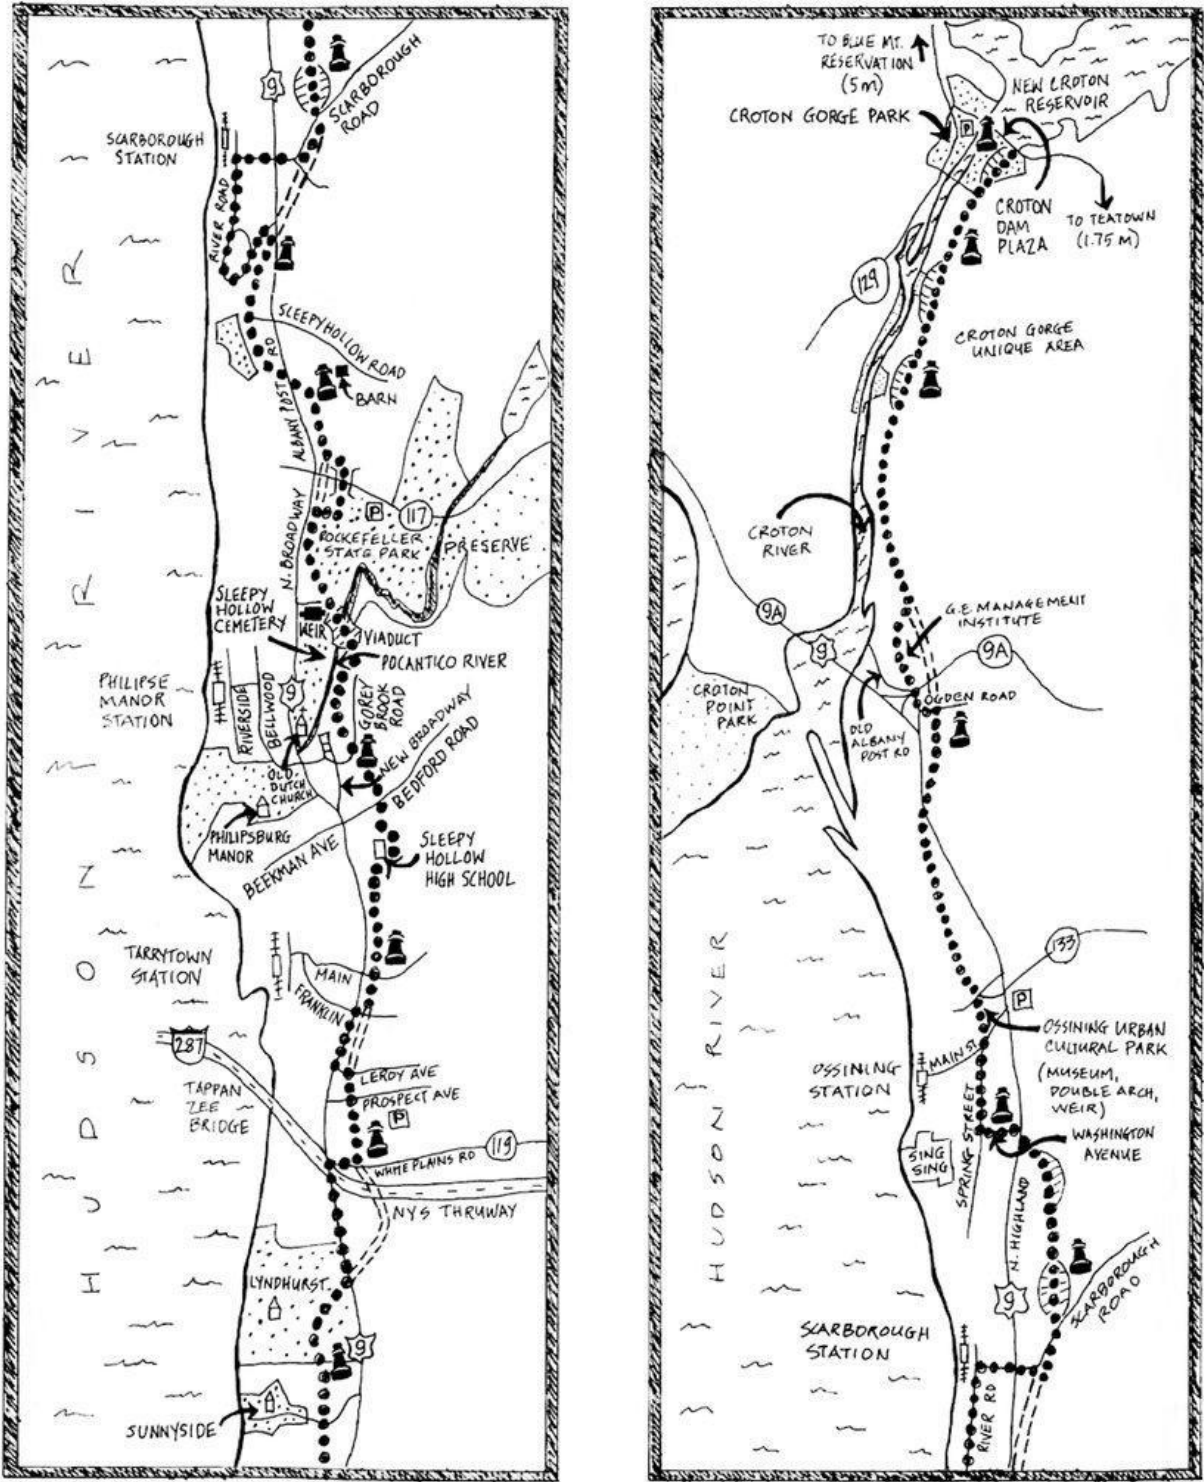 9
SCARBOROUGH
ROAD
SCARBOROUGH
STATION
RIVER ROAD
SLEEPY HOLLOW ROAD
RD
BARN
ALBANY POST
117
P
N. BROADWAY
ROCKEFELLER
STATE PARK
PRESERVE
SLEEPY
HOLLOW
CEMETERY
WEIR
VIADUCT
POCANTICO RIVER
PHILIPSE
MANOR
STATION
RIVERSIDE
BELLWOOD
9
GOREY
BROOK
ROAD
OLD
DUTCH
CHURCH
NEW BROADWAY
BEDFORD ROAD
PHILIPSBURG
MANOR
BEEKMAN AVE
SLEEPY
HOLLOW
HIGH SCHOOL
TARRYTOWN
STATION
MAIN
FRANKLIN
287
TAPPAN
ZEE
BRIDGE
LEROY AVE
PROSPECT AVE
P
119
WHITE PLAINS RD
NYS THRUWAY
LYNDHURST
9
SUNNYSIDE
HUDSON RIVER
TO BLUE MT.
RESERVATION
(5m)
NEW CROTON
RESERVOIR
CROTON GORGE PARK
P
CROTON
DAM
PLAZA
TO TEATOWN
(1.75 M)
129
CROTON GORGE
UNIQUE AREA
CROTON
RIVER
9A
G.E. MANAGEMENT
INSTITUTE
9
9A
CROTON
POINT
PARK
OGDEN ROAD
OLD
ALBANY
POST RD
133
P
OSSINING URBAN
CULTURAL PARK
(MUSEUM,
DOUBLE ARCH,
WEIR)
MAIN ST.
OSSINING
STATION
SPRING STREET
WASHINGTON
AVENUE
SING
SING
N. HIGHLAND
9
SCARBOROUGH
ROAD
SCARBOROUGH
STATION
RIVER RD
HUDSON RIVER